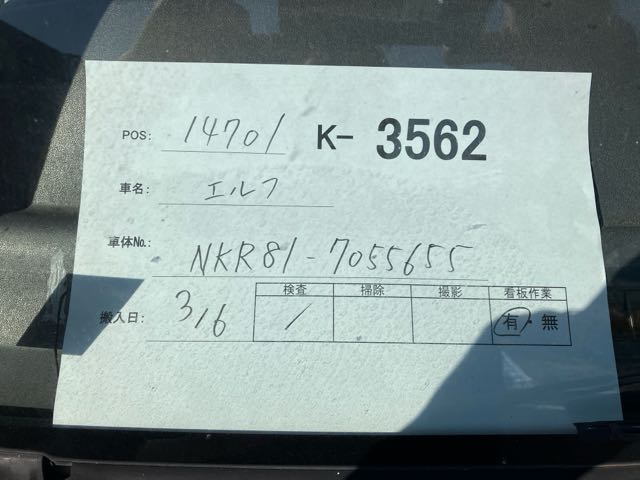 POS: 14701 K- 3562
車名: エルフ
車体No.: NKR81-7055655
検査 掃除 撮影 看板作業
搬入日: 3/6 / 有・無